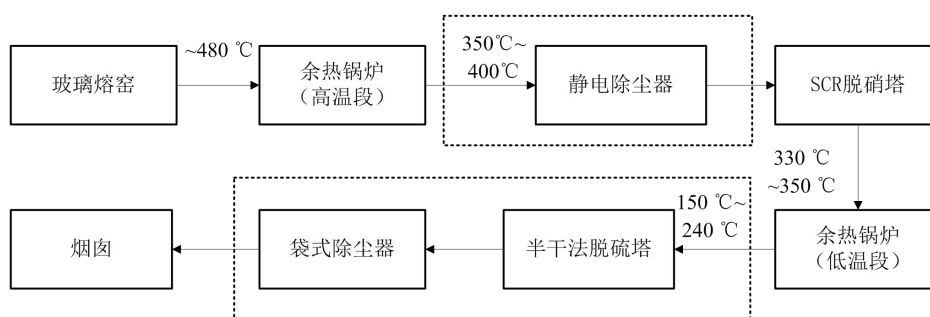 玻璃熔窑
~480 ℃
余热锅炉
（高温段）
350℃~
400℃
静电除尘器
SCR脱硝塔
330 ℃
~350 ℃
余热锅炉
（低温段）
150 ℃~
240 ℃
半干法脱硫塔
袋式除尘器
烟囱